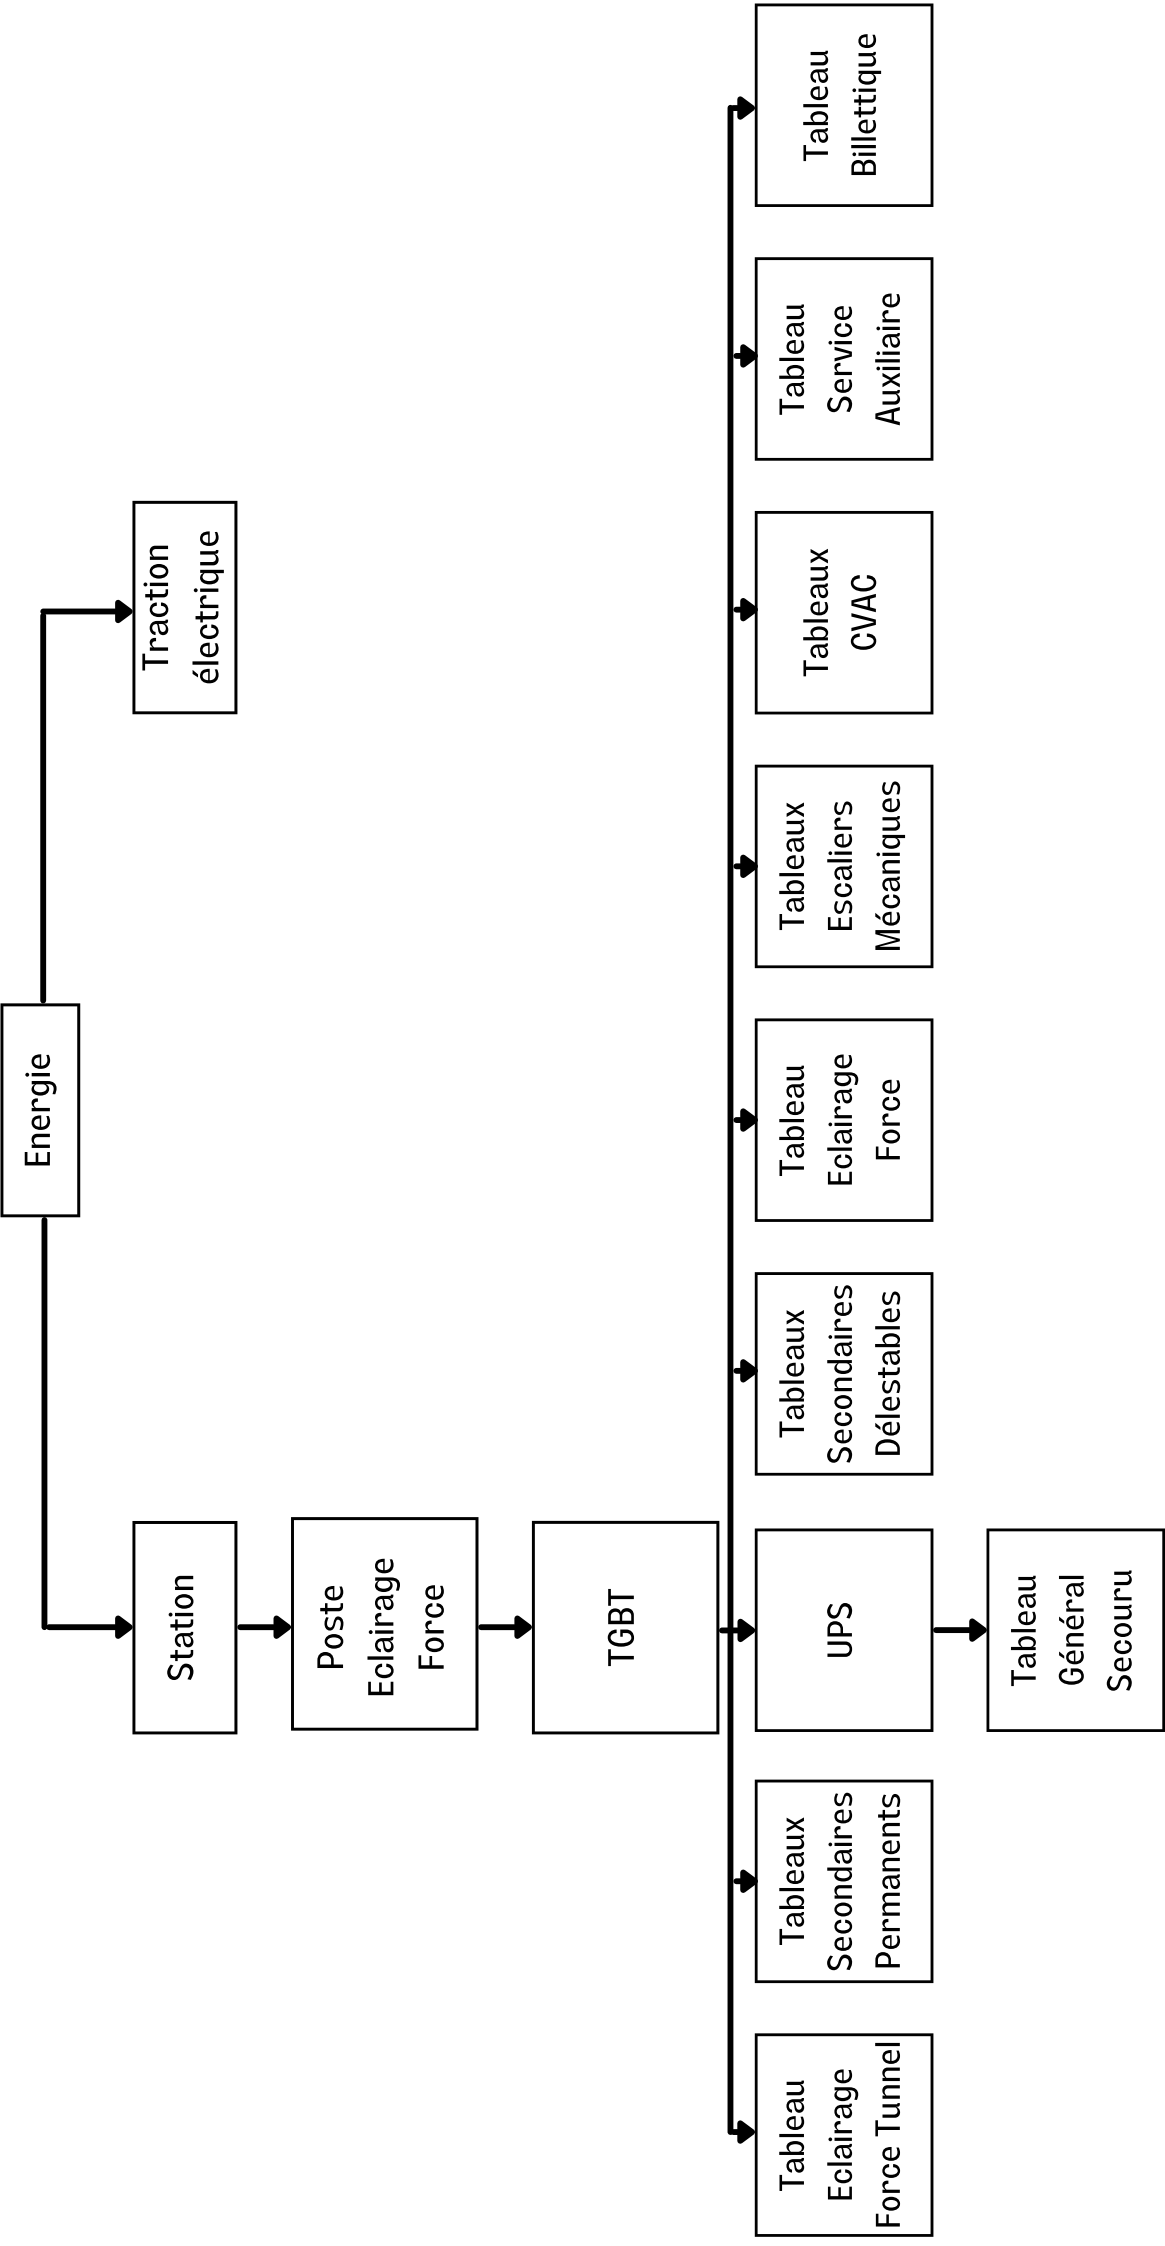 Energie
Station
Traction
électrique
Poste
Eclairage
Force
TGBT
Tableau
Eclairage
Force Tunnel
Tableaux
Secondaires
Permanents
UPS
Tableaux
Secondaires
Délestables
Tableau
Eclairage
Force
Tableaux
Escaliers
Mécaniques
Tableaux
CVAC
Tableau
Service
Auxiliaire
Tableau
Billettique
Tableau
Général
Secouru